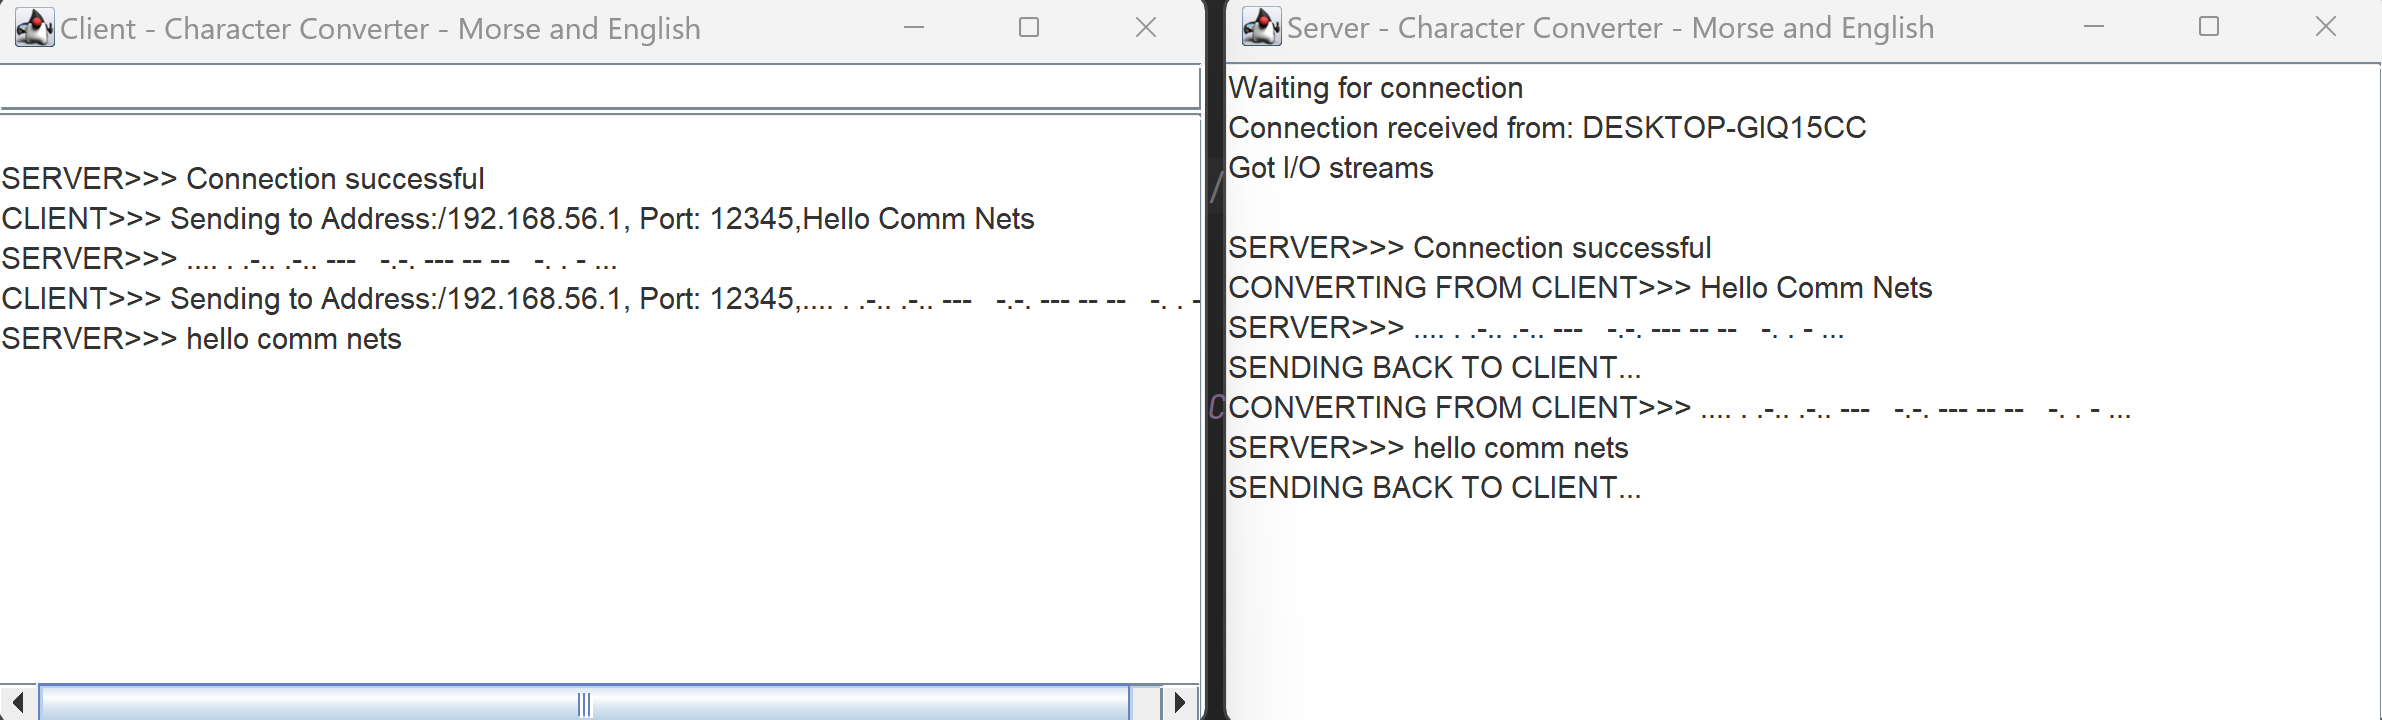 Client - Character Converter - Morse and English
SERVER>>> Connection successful
CLIENT>>> Sending to Address:/192.168.56.1, Port: 12345,Hello Comm Nets
SERVER>>> .... . .-.. .-.. ---   -.-. --- -- --   -. . - ...
CLIENT>>> Sending to Address:/192.168.56.1, Port: 12345,.... . .-.. .-.. ---   -.-. --- -- --   -. . -
SERVER>>> hello comm nets
Server - Character Converter - Morse and English
Waiting for connection
Connection received from: DESKTOP-GIQ15CC
Got I/O streams
SERVER>>> Connection successful
CONVERTING FROM CLIENT>>> Hello Comm Nets
SERVER>>> .... . .-.. .-.. ---   -.-. --- -- --   -. . - ...
SENDING BACK TO CLIENT...
CONVERTING FROM CLIENT>>> .... . .-.. .-.. ---   -.-. --- -- --   -. . - ...
SERVER>>> hello comm nets
SENDING BACK TO CLIENT...